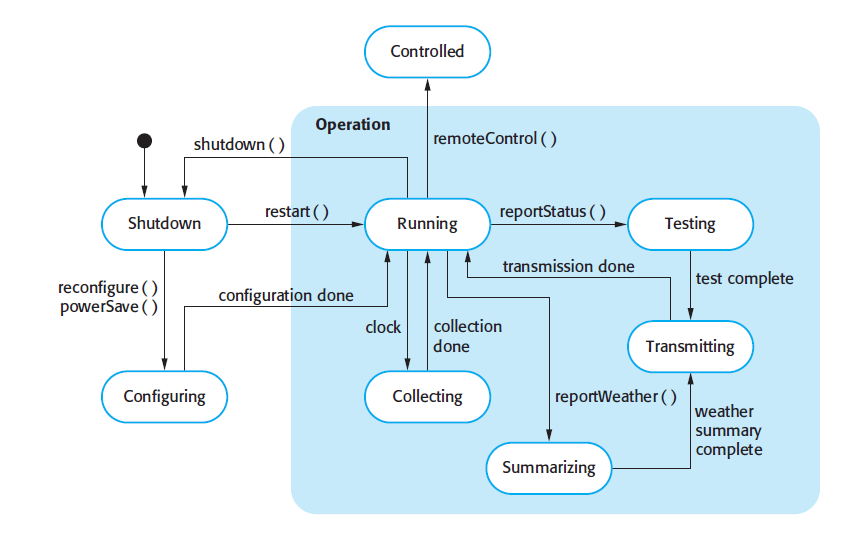 Controlled
Operation
shutdown ( )
remoteControl ( )
Shutdown
restart ( )
Running
reportStatus ( )
Testing
reconfigure ( )
powerSave ( )
configuration done
transmission done
test complete
clock
collection
done
Transmitting
Configuring
Collecting
reportWeather ( )
weather
summary
complete
Summarizing